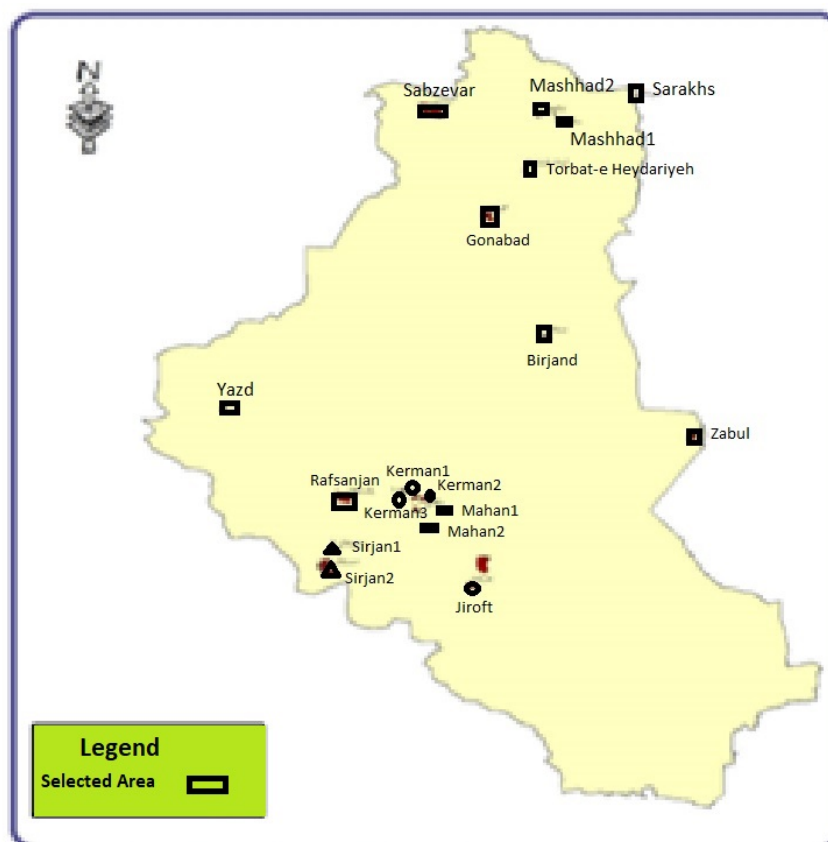 N
Sabzevar
Mashhad2
Sarakhs
Mashhad1
Torbat-e Heydariyeh
Gonabad
Birjand
Yazd
Zabul
Kerman1
Rafsanjan
Kerman2
Kerman3
Mahan1
Mahan2
Sirjan1
Sirjan2
Jiroft
Legend
Selected Area